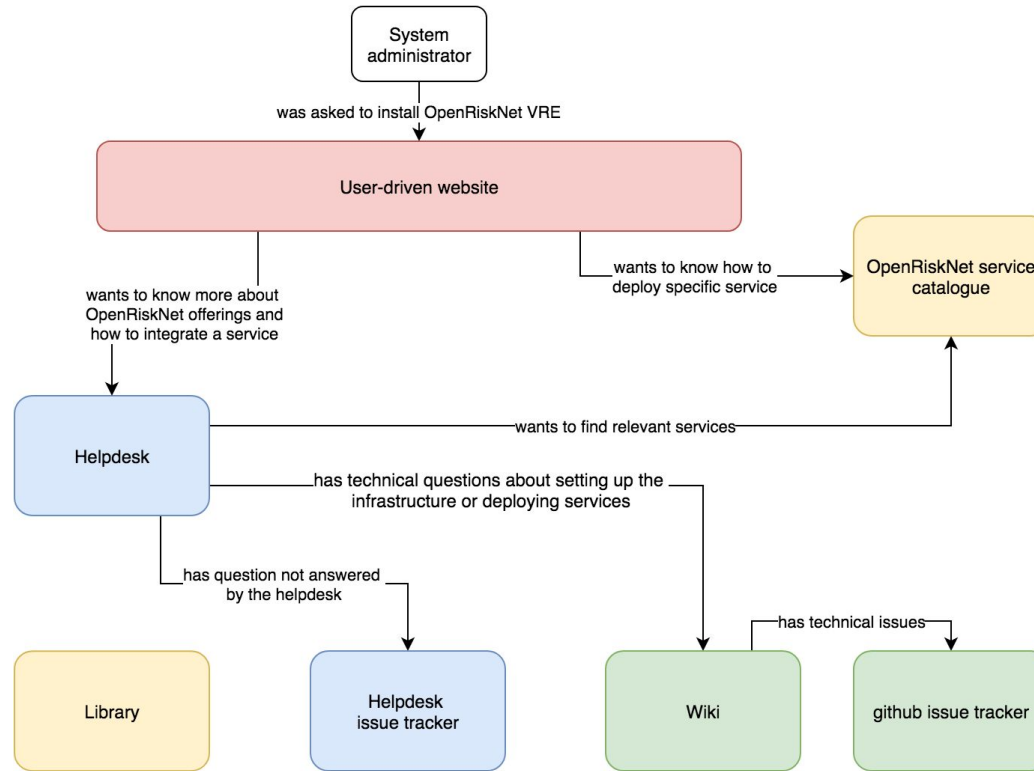 System
administrator
was asked to install OpenRiskNet VRE
User-driven website
wants to know how to
deploy specific service
OpenRiskNet service
catalogue
wants to know more about
OpenRiskNet offerings and
how to integrate a service
Helpdesk
wants to find relevant services
has technical questions about setting up the
infrastructure or deploying services
has question not answered
by the helpdesk
has technical issues
Library
Helpdesk
issue tracker
Wiki
github issue tracker